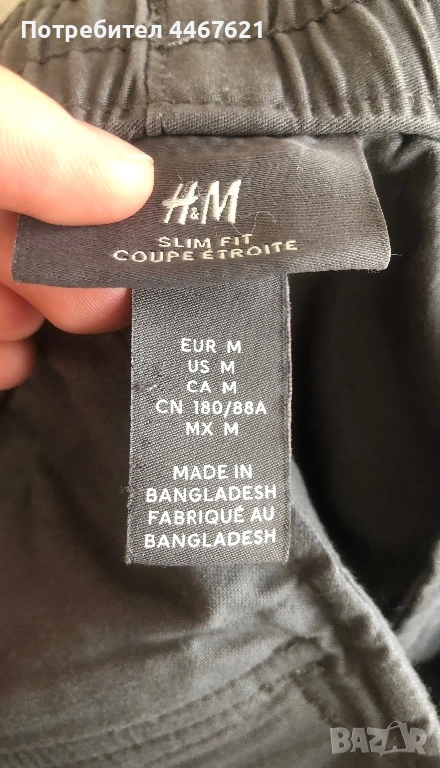 Потребител 4467621
H&M
SLIM FIT
COUPE ÉTROITE
EUR M
US M
CA M
CN 180/88A
MX M
MADE IN
BANGLADESH
FABRIQUÉ AU
BANGLADESH
BAZAR